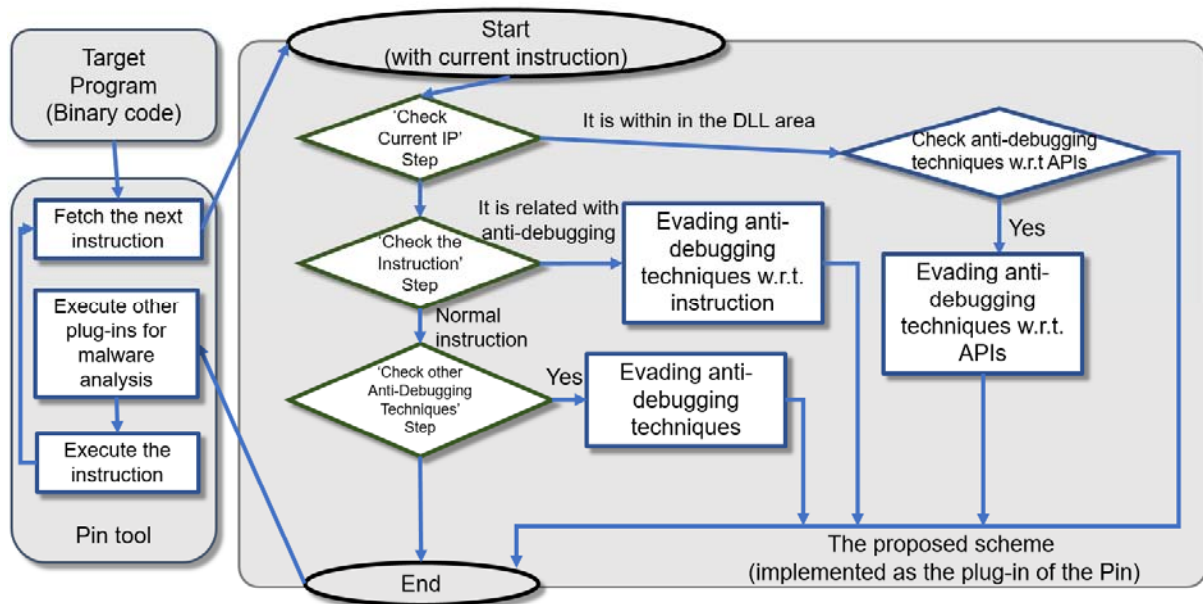 Target
Program
(Binary code)
Fetch the next
instruction
Execute other
plug-ins for
malware
analysis
Execute the
instruction
Pin tool
Start
(with current instruction)
'Check
Current IP'
Step
It is within in the DLL area
Check anti-debugging
techniques w.r.t APIs
It is related with
anti-debugging
'Check the
Instruction'
Step
Evading anti-
debugging
techniques w.r.t.
instruction
Yes
Evading anti-
debugging
techniques w.r.t.
APIs
Normal
instruction
'Check other
Anti-Debugging
Techniques'
Step
Yes
Evading anti-
debugging
techniques
The proposed scheme
(implemented as the plug-in of the Pin)
End